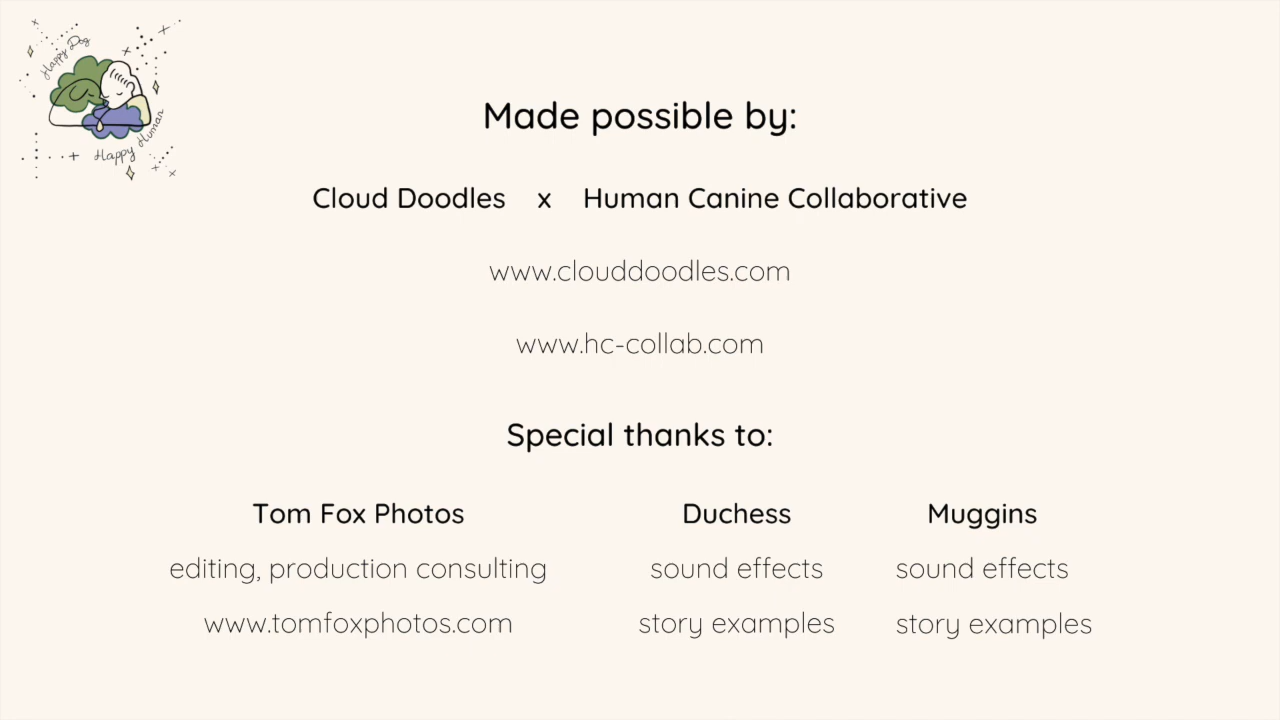 Happy Dog
Happy Human
Made possible by:
Cloud Doodles x Human Canine Collaborative
www.clouddoodles.com
www.hc-collab.com
Special thanks to:
Tom Fox Photos Duchess Muggins
editing, production consulting sound effects sound effects
www.tomfoxphotos.com story examples story examples